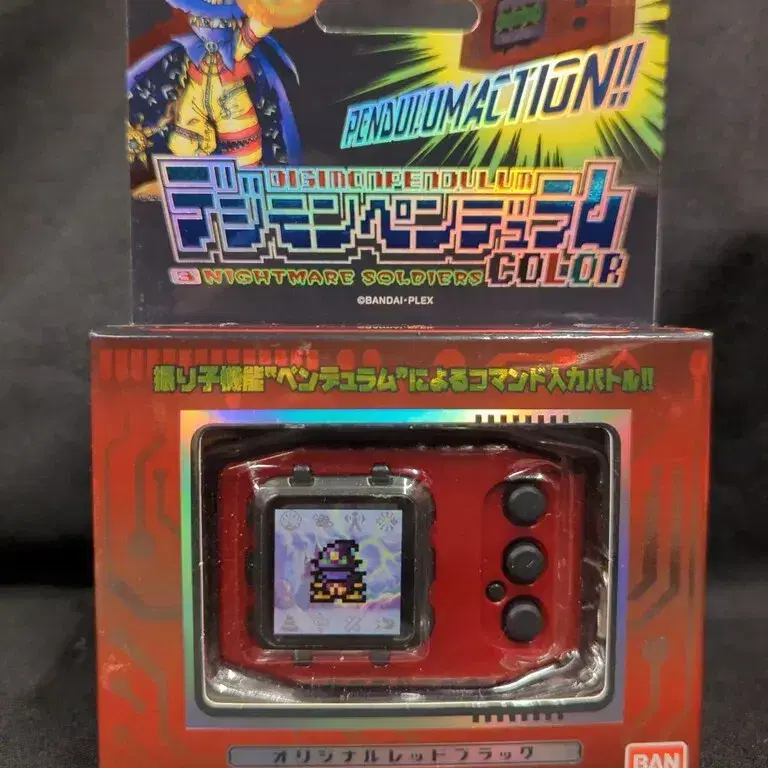 PENDULUMACTION!!
DIGIMONPENDULUM
デジモンペンデュラム
3 NIGHTMARE SOLDIERS COLOR
©BANDAI・PLEX
振り子機能"ペンデュラム"によるコマンド入力バトル!!
オリジナルレッドブラック
BAN